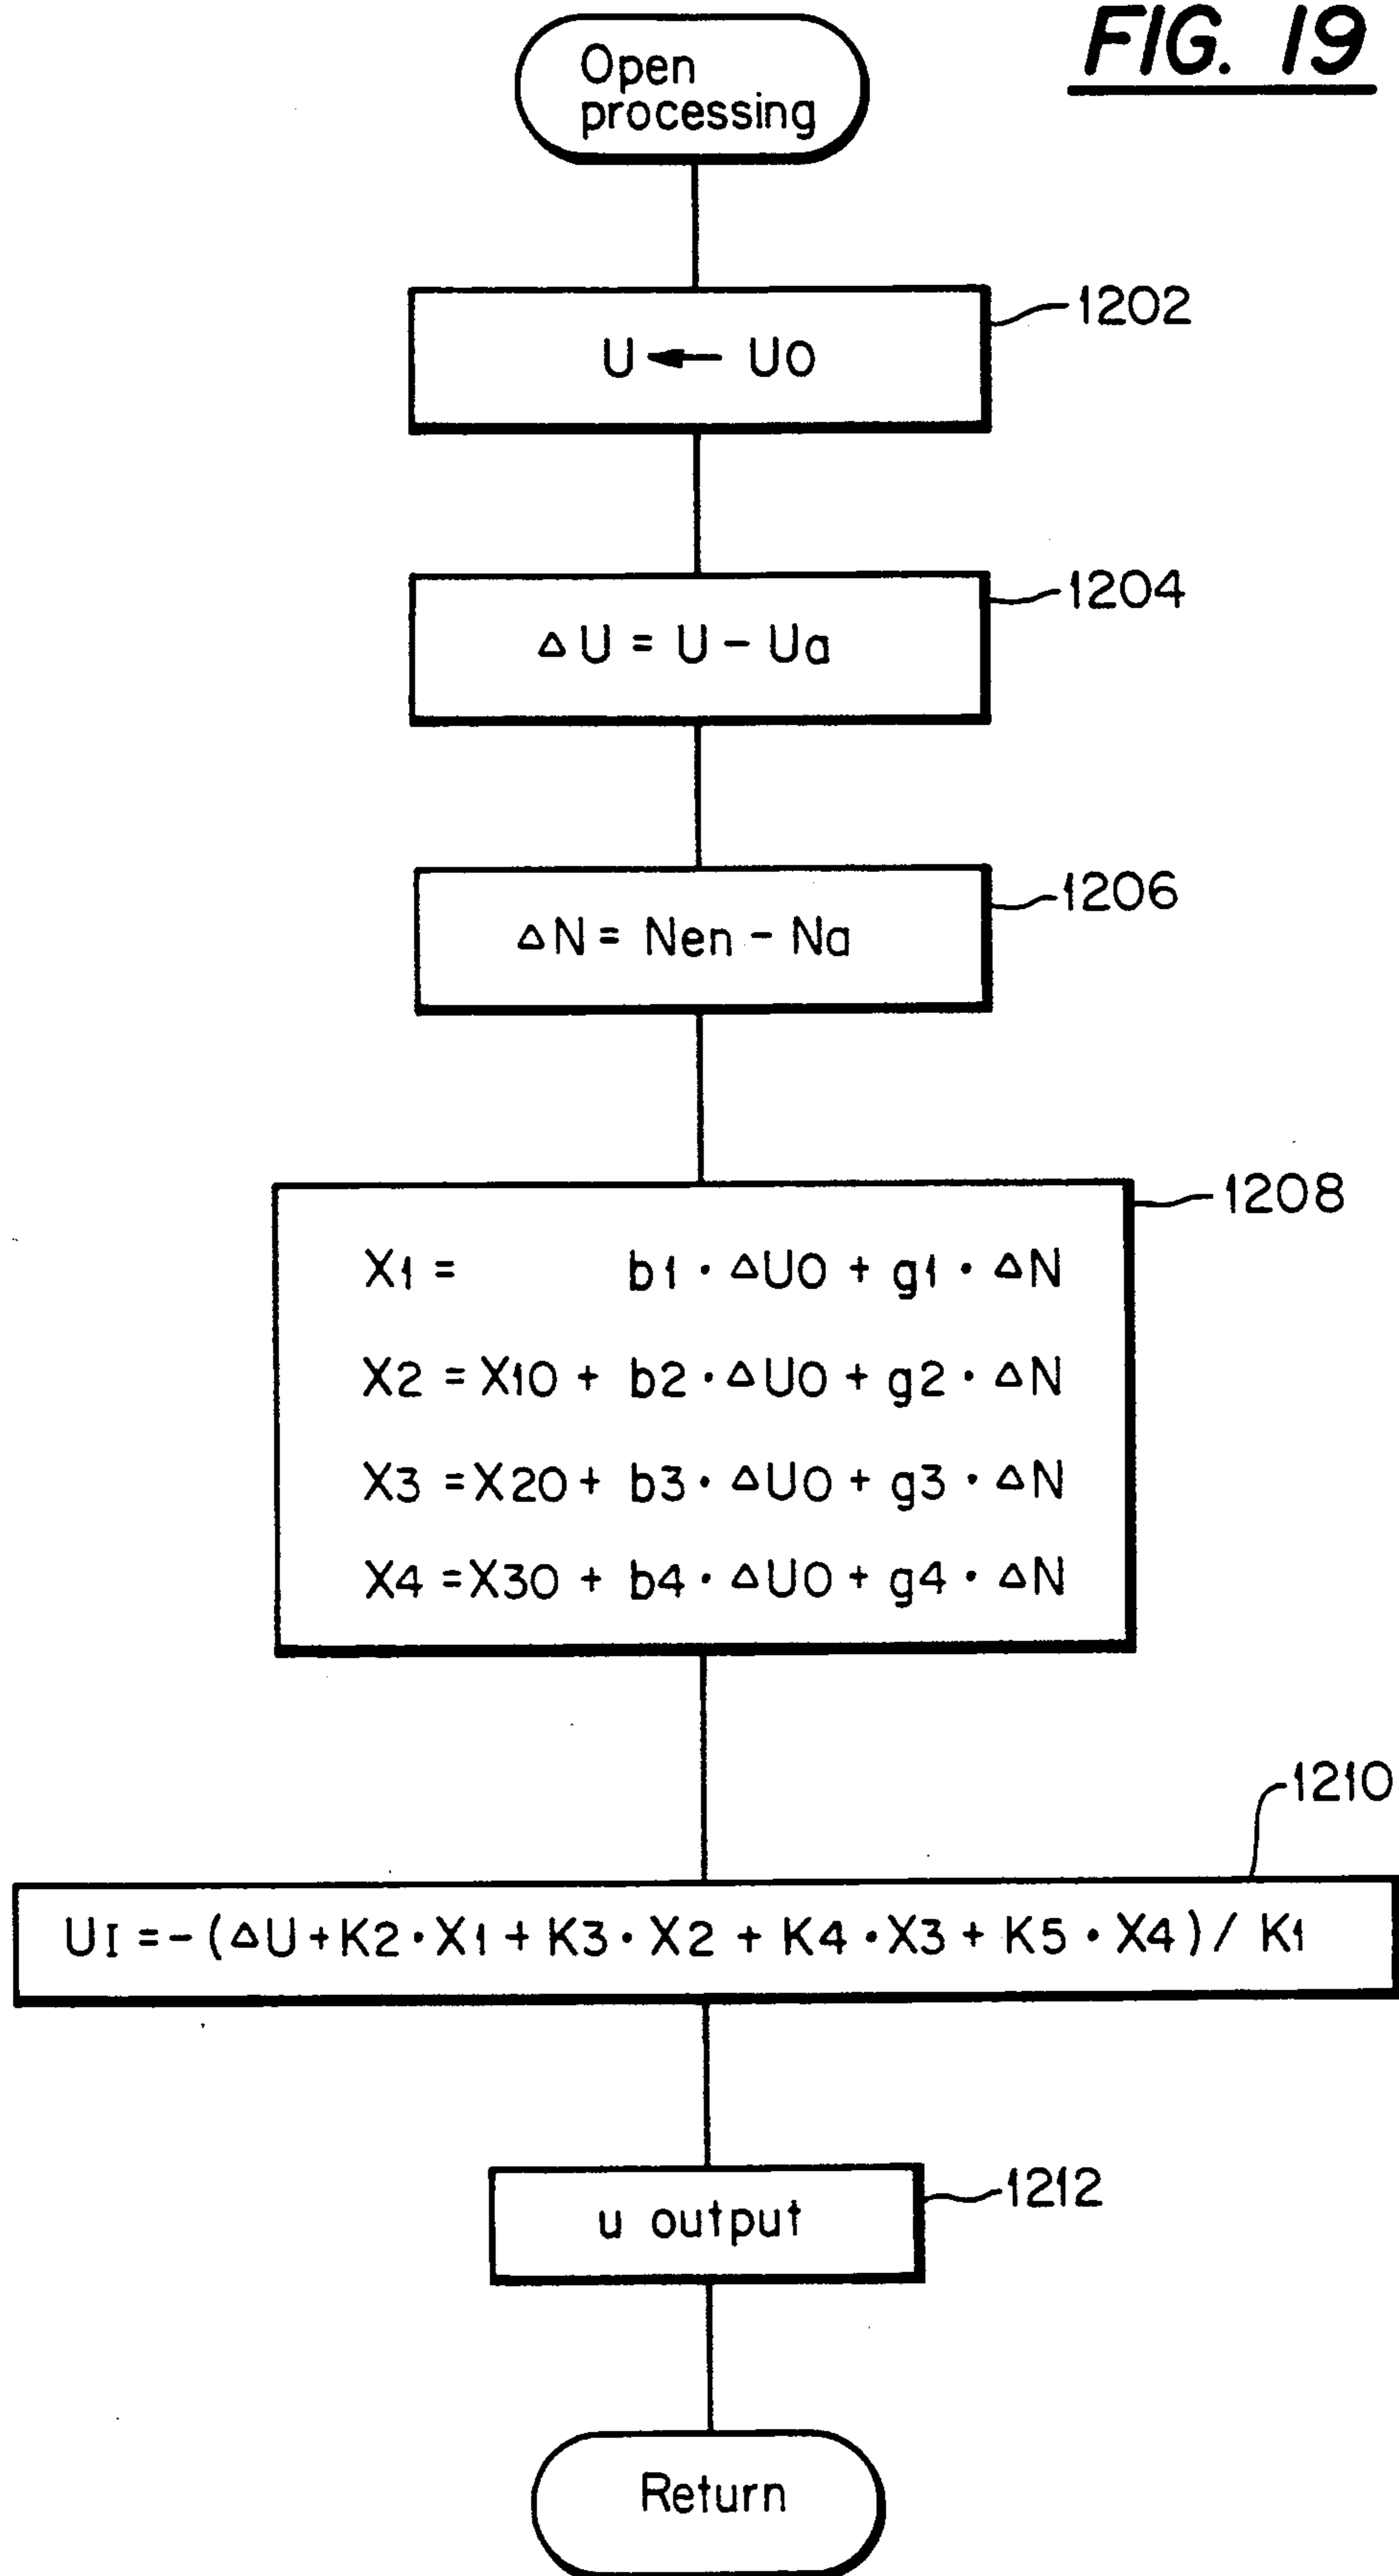 FIG. 19
Open
processing
1202
U ← U0
1204
ΔU = U - Ua
1206
ΔN = Nen - Na
1208
X1 = b1 · ΔU0 + g1 · ΔN
X2 = X10 + b2 · ΔU0 + g2 · ΔN
X3 = X20 + b3 · ΔU0 + g3 · ΔN
X4 = X30 + b4 · ΔU0 + g4 · ΔN
1210
UI = -(ΔU + K2 · X1 + K3 · X2 + K4 · X3 + K5 · X4) / K1
1212
u output
Return